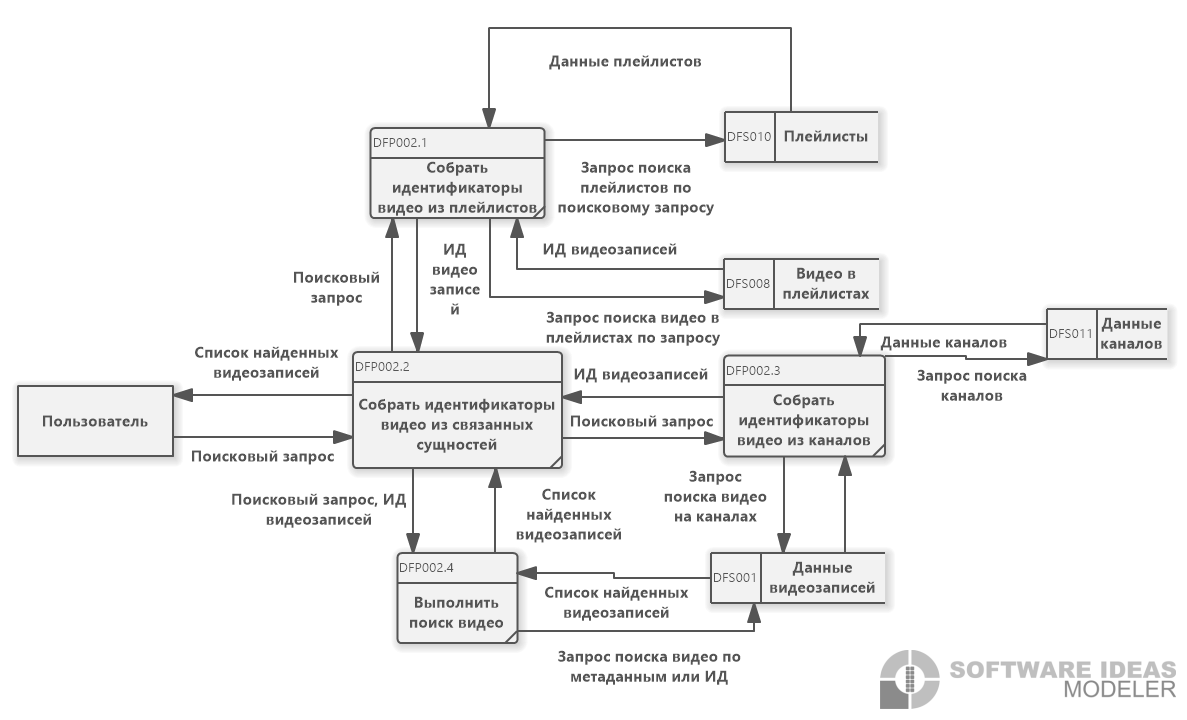 Данные плейлистов
DFP002.1
Собрать
идентификаторы
видео из плейлистов
DFS010
Плейлисты
Запрос поиска
плейлистов по
поисковому запросу
ИД видеозаписей
DFS008
Видео в
плейлистах
Запрос поиска видео в
плейлистах по запросу
Поисковый
запрос
ИД
видео
записе
й
DFS011
Данные
каналов
Данные каналов
Запрос поиска
каналов
Список найденных
видеозаписей
Пользователь
Поисковый запрос
DFP002.2
Собрать идентификаторы
видео из связанных
сущностей
ИД видеозаписей
Поисковый запрос
DFP002.3
Собрать
идентификаторы
видео из каналов
Поисковый запрос, ИД
видеозаписей
Список
найденных
видеозаписей
Запрос
поиска видео
на каналах
DFP002.4
Выполнить
поиск видео
Список найденных
видеозаписей
DFS001
Данные
видеозаписей
Запрос поиска видео по
метаданным или ИД
SOFTWARE IDEAS
MODELER